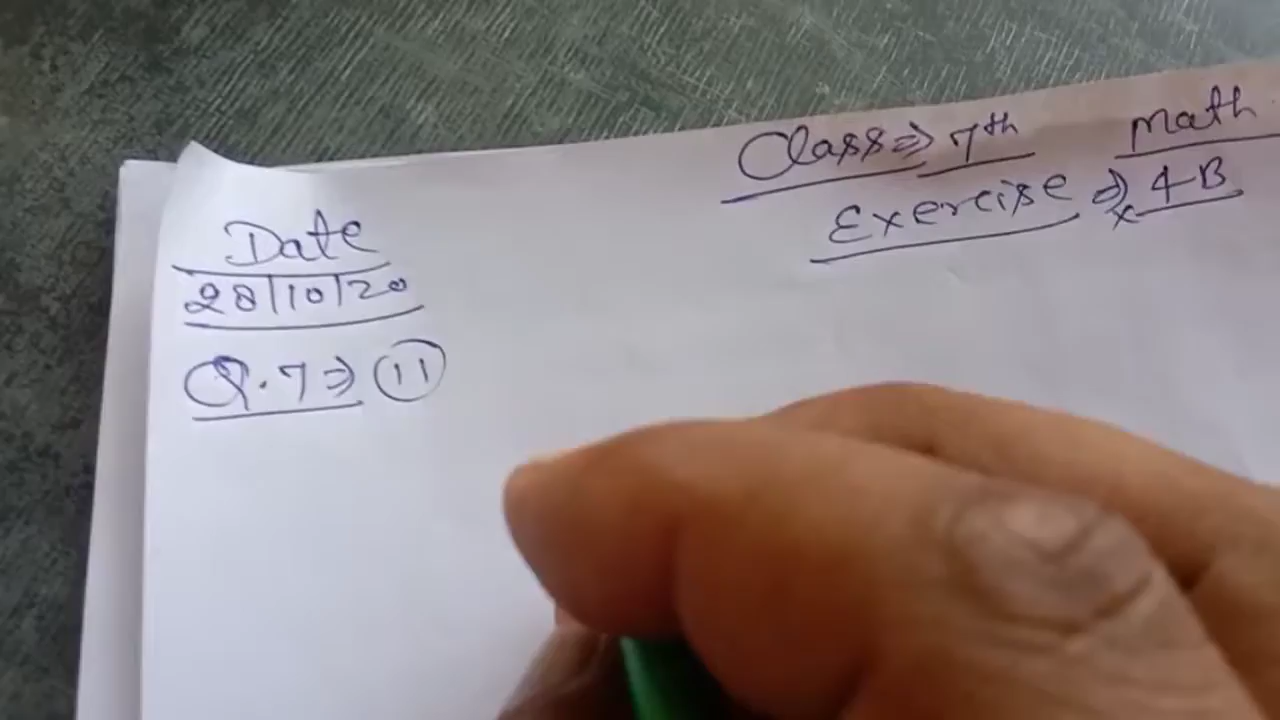 Class ⇒ 7th Math
Exercise ⇒ 4B
Date
28/10/20
Q.7 ⇒ (11)